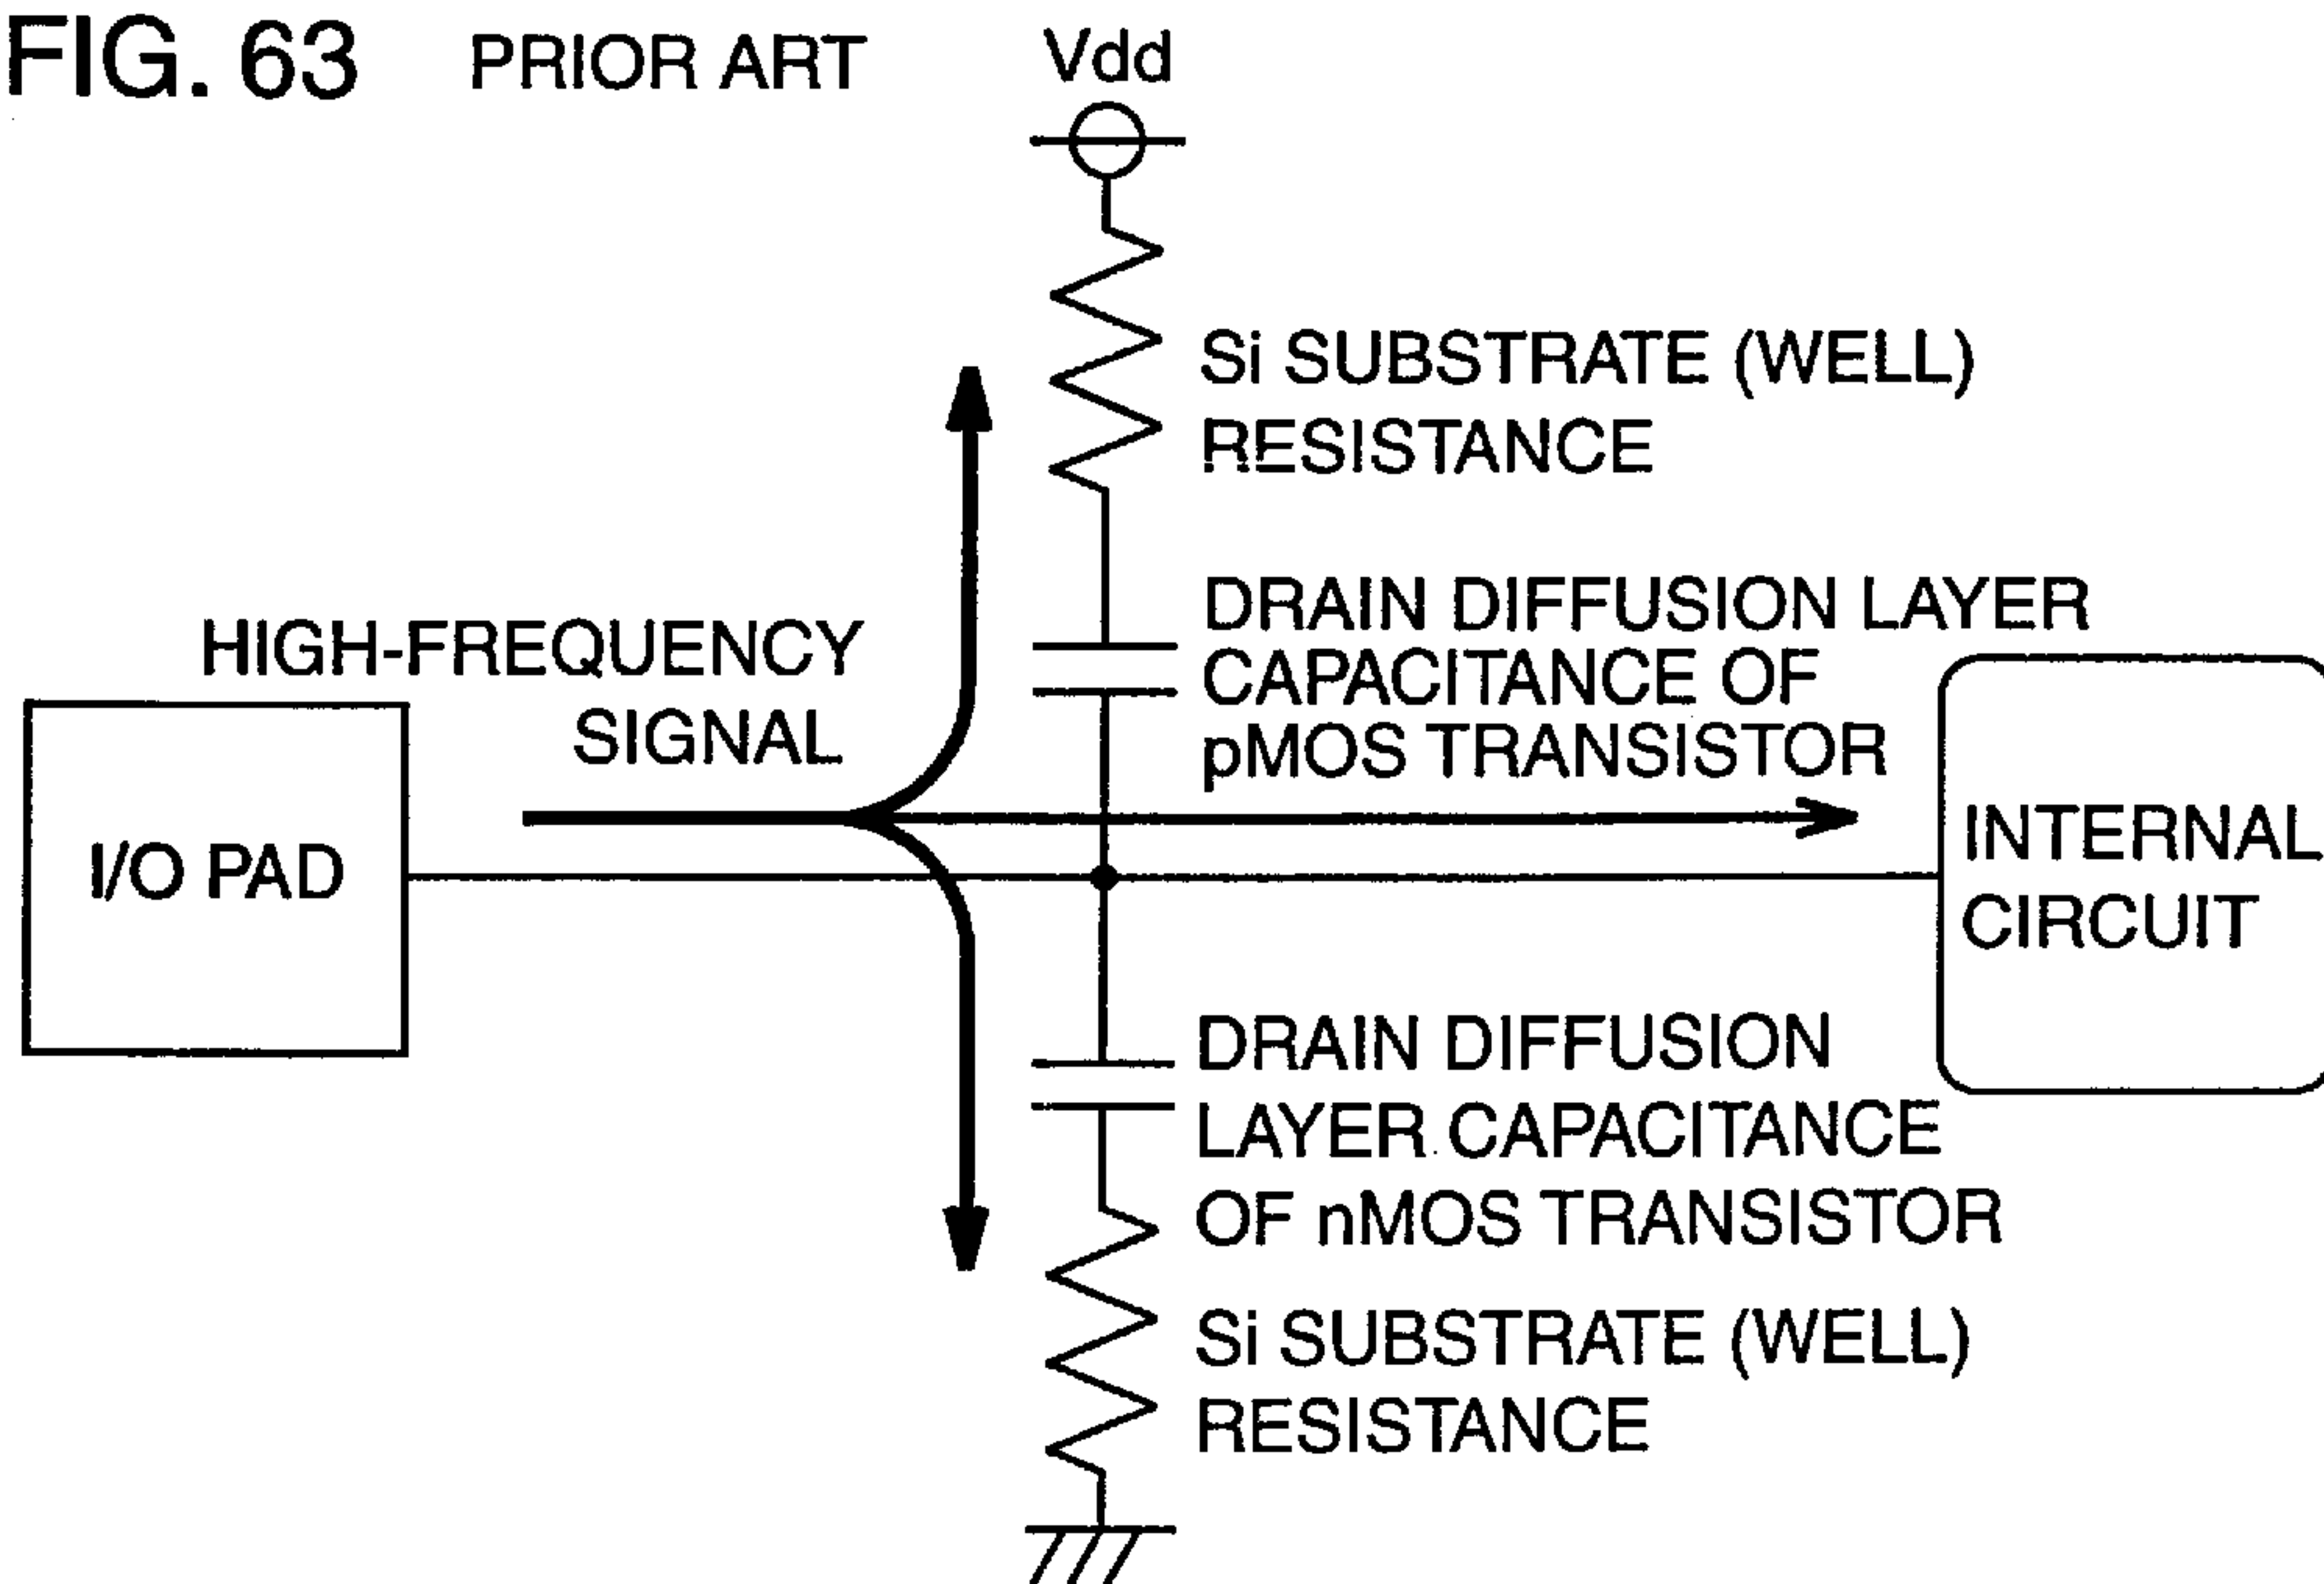 FIG. 63 PRIOR ART
Vdd
Si SUBSTRATE (WELL)
RESISTANCE
HIGH-FREQUENCY
SIGNAL
DRAIN DIFFUSION LAYER
CAPACITANCE OF
pMOS TRANSISTOR
I/O PAD
INTERNAL
CIRCUIT
DRAIN DIFFUSION
LAYER CAPACITANCE
OF nMOS TRANSISTOR
Si SUBSTRATE (WELL)
RESISTANCE